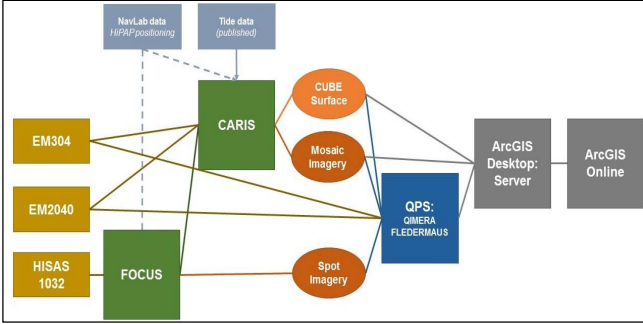 NavLab data
HiPAP positioning
Tide data
(published)
CUBE
Surface
CARIS
EM304
Mosaic
Imagery
ArcGIS
Desktop:
Server
ArcGIS
Online
EM2040
QPS:
QIMERA
FLEDERMAUS
HISAS
1032
FOCUS
Spot
Imagery